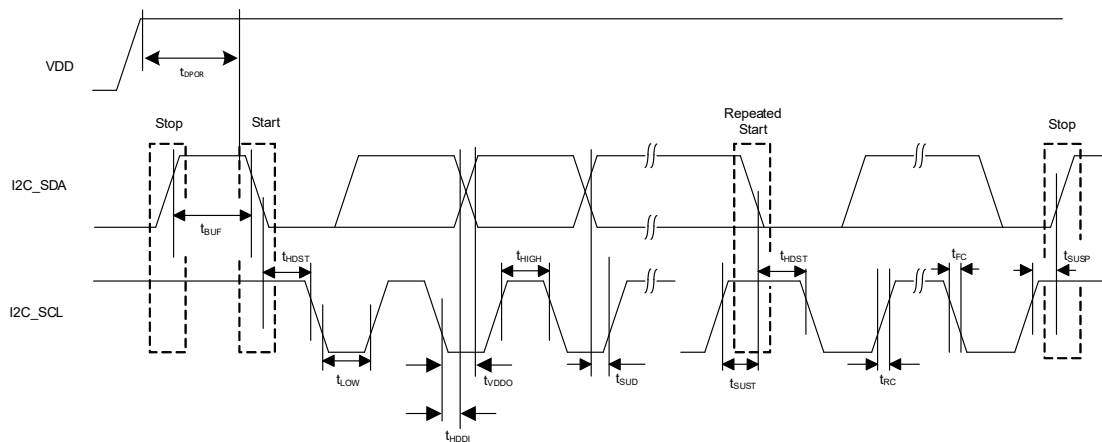 VDD
tDPOR
Stop
Start
Repeated
Start
Stop
I2C_SDA
tBUF
tHDST
tHIGH
tHDST
tFC
tSUSP
I2C_SCL
tLOW
tVDDO
tSUD
tSUST
tRC
tHDDI